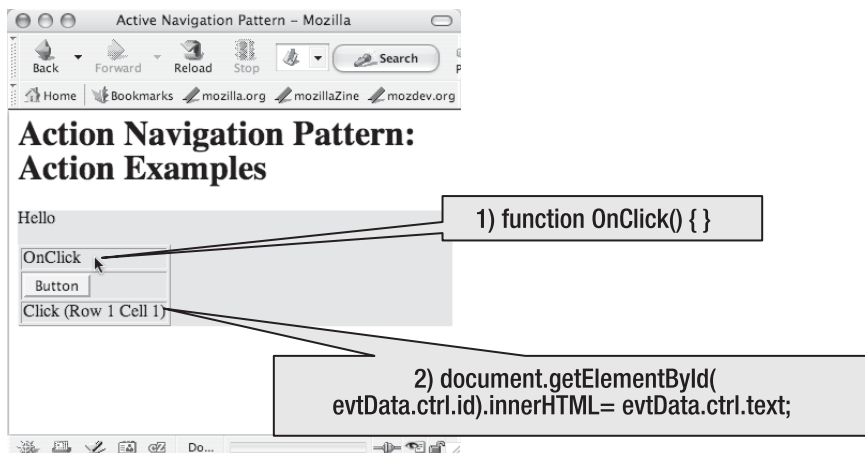 Active Navigation Pattern – Mozilla
Back Forward Reload Stop Search
Home Bookmarks mozilla.org mozillaZine mozdev.org
Action Navigation Pattern:
Action Examples
Hello
1) function OnClick() { }
OnClick
Button
Click (Row 1 Cell 1)
2) document.getElementById(
evtData.ctrl.id).innerHTML= evtData.ctrl.text;
Do...